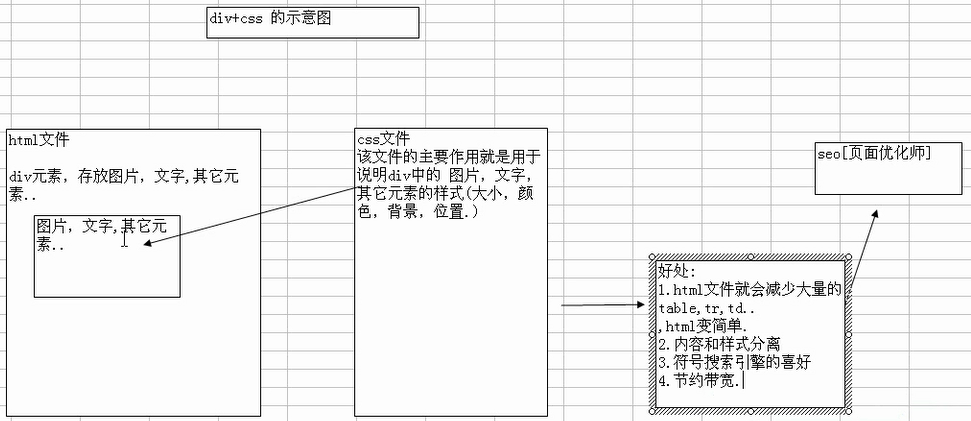 div+css 的示意图
html文件
div元素，存放图片，文字,其它元
素..
图片，文字,其它元
素..
css文件
该文件的主要作用就是用于
说明div中的 图片，文字，
其它元素的样式(大小，颜
色，背景，位置.)
seo[页面优化师]
好处:
1.html文件就会减少大量的
table,tr,td..
,html变简单.
2.内容和样式分离
3.符号搜索引擎的喜好
4.节约带宽.